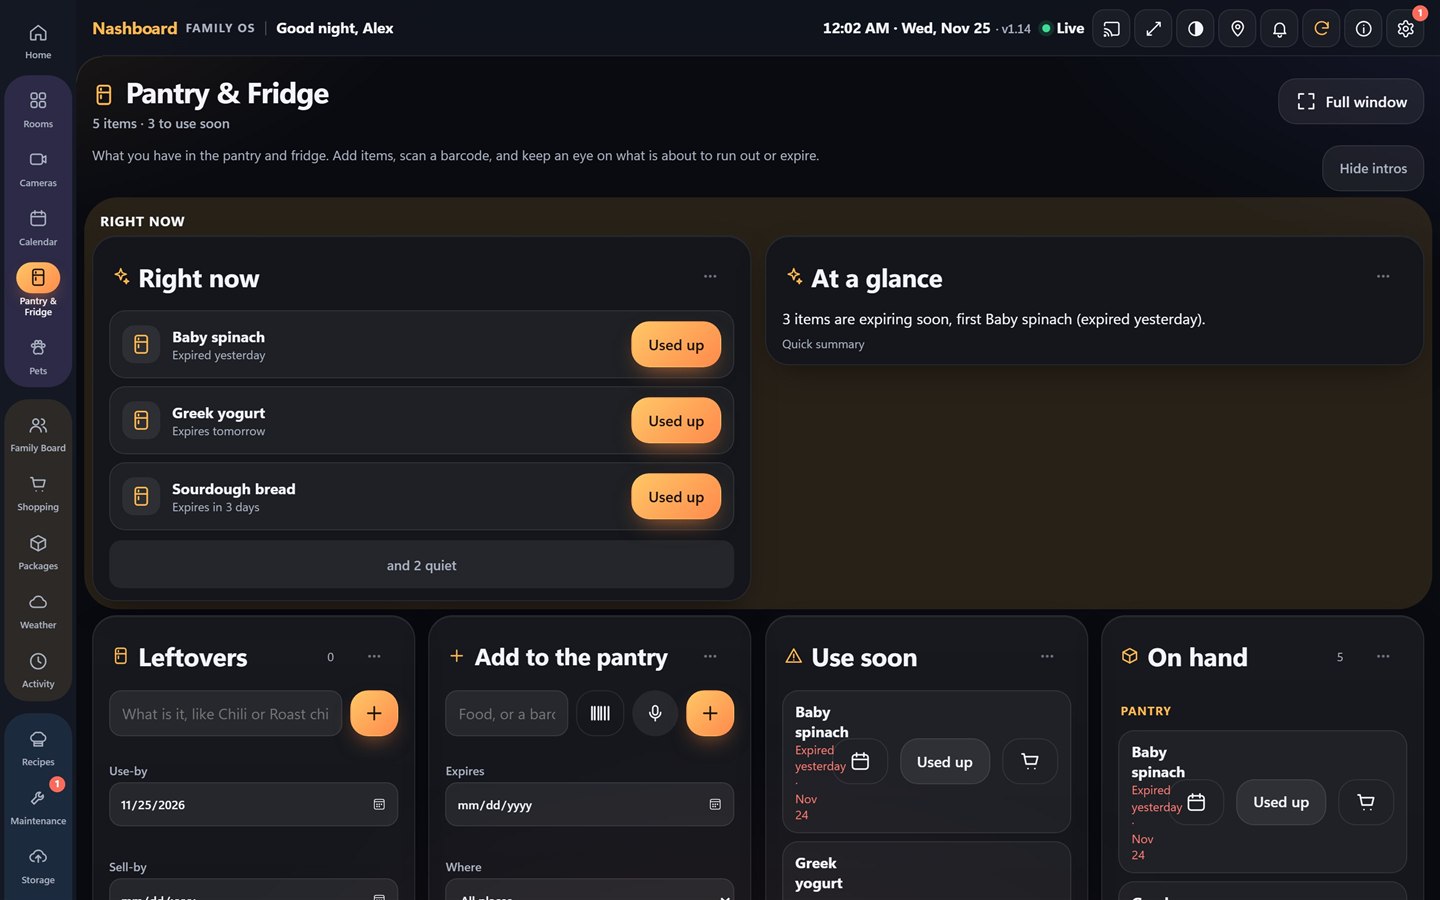 Nashboard FAMILY OS Good night, Alex
12:02 AM · Wed, Nov 25 · v1.14 Live
1
Home
Rooms
Cameras
Calendar
Pantry &
Fridge
Pets
Family Board
Shopping
Packages
Weather
Activity
Recipes
1
Maintenance
Storage
Pantry & Fridge
5 items · 3 to use soon
What you have in the pantry and fridge. Add items, scan a barcode, and keep an eye on what is about to run out or expire.
Full window
Hide intros
RIGHT NOW
Right now
Baby spinach
Expired yesterday
Used up
Greek yogurt
Expires tomorrow
Used up
Sourdough bread
Expires in 3 days
Used up
and 2 quiet
At a glance
3 items are expiring soon, first Baby spinach (expired yesterday).
Quick summary
Leftovers 0
What is it, like Chili or Roast chi
Use-by
11/25/2026
Sell-by
mm/dd/yyyy
Add to the pantry
Food, or a barc
Expires
mm/dd/yyyy
Where
All places
Use soon
Baby
spinach
Expired
yesterday
·
Nov
24
Used up
Greek
yogurt
On hand 5
PANTRY
Baby
spinach
Expired
yesterday
·
Nov
24
Used up